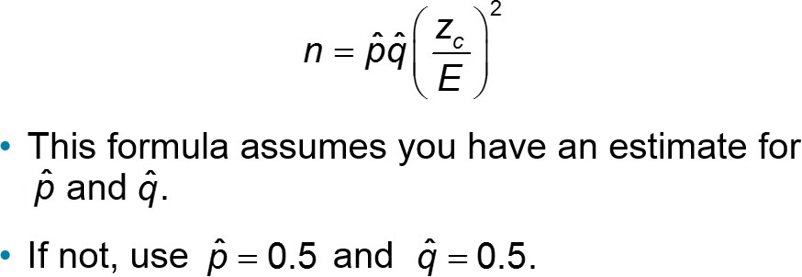 n = p̂q̂(z_c/E)²
• This formula assumes you have an estimate for
p̂ and q̂.
• If not, use p̂ = 0.5 and q̂ = 0.5.